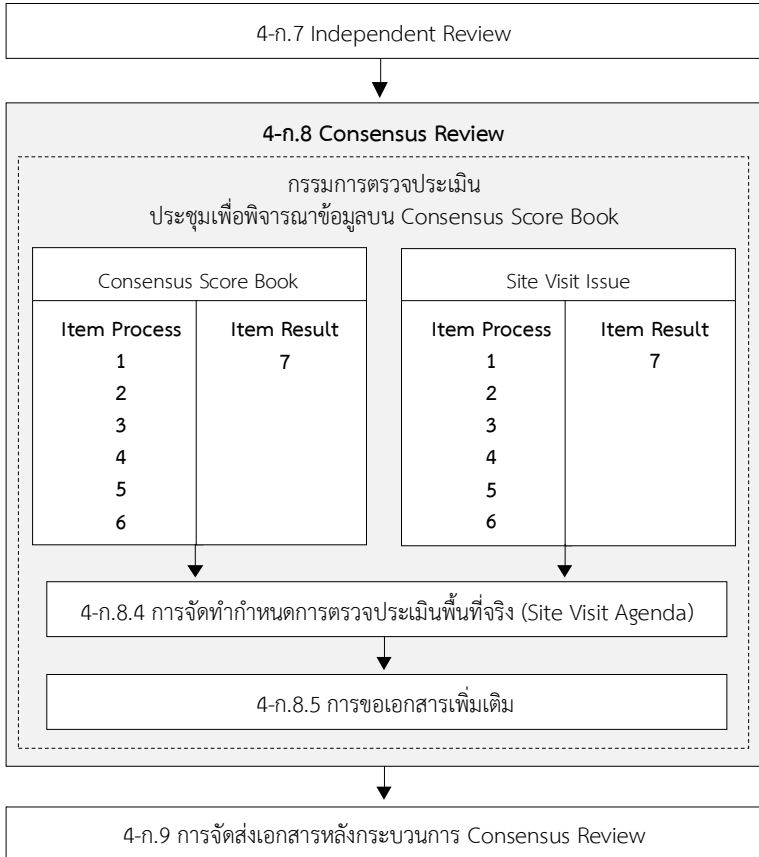 4-ก.7 Independent Review
4-ก.8 Consensus Review
กรรมการตรวจประเมิน
ประชุมเพื่อพิจารณาข้อมูลบน Consensus Score Book
Consensus Score Book
Item Process
Item Result
1
7
2
3
4
5
6
Site Visit Issue
Item Process
Item Result
1
7
2
3
4
5
6
4-ก.8.4 การจัดทำกำหนดการตรวจประเมินพื้นที่จริง (Site Visit Agenda)
4-ก.8.5 การขอเอกสารเพิ่มเติม
4-ก.9 การจัดส่งเอกสารหลังกระบวนการ Consensus Review